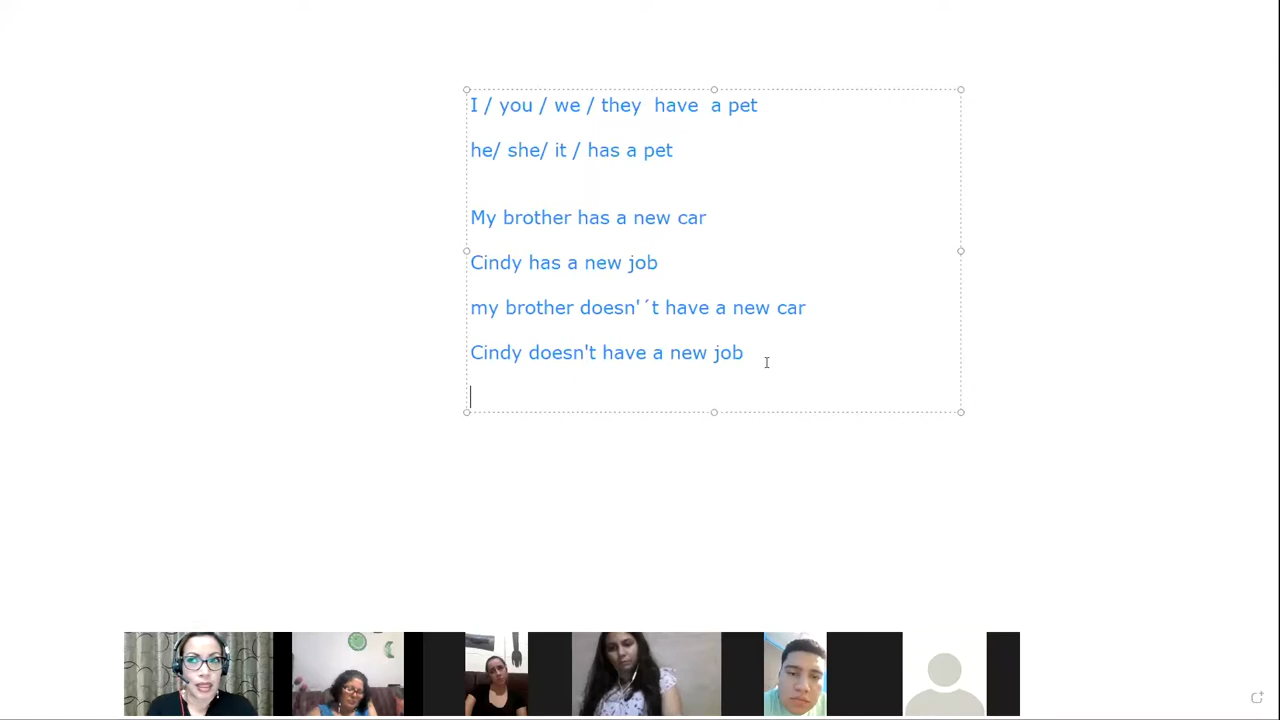 I / you / we / they  have  a pet
he/ she/ it / has a pet
My brother has a new car
Cindy has a new job
my brother doesn'´t have a new car
Cindy doesn't have a new job